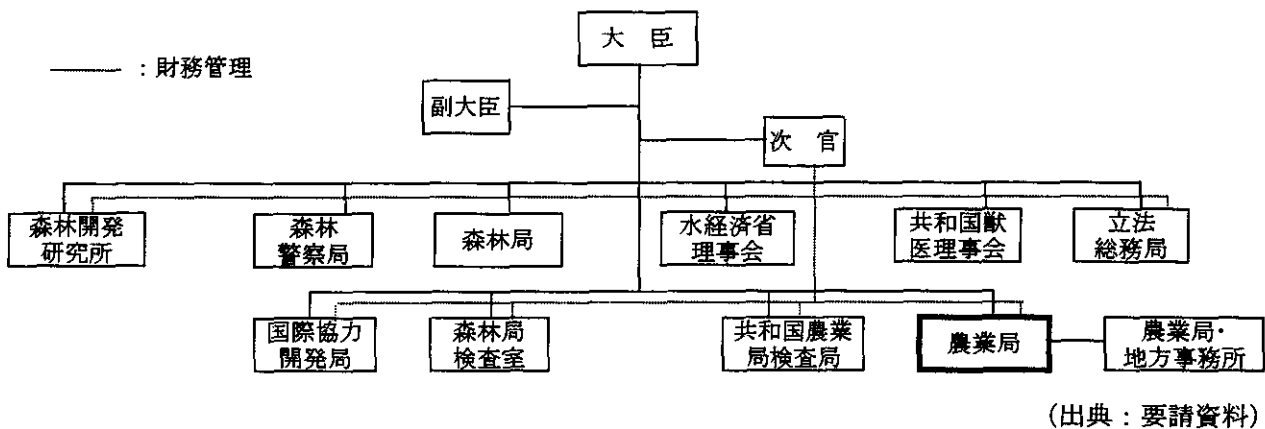 大 臣
——— : 財務管理
副大臣
次 官
森林開発
研究所
森林
警察局
森林局
水経済省
理事会
共和国獣
医理事会
立法
総務局
国際協力
開発局
森林局
検査室
共和国農業
局検査局
農業局
農業局・
地方事務所
(出典:要請資料)